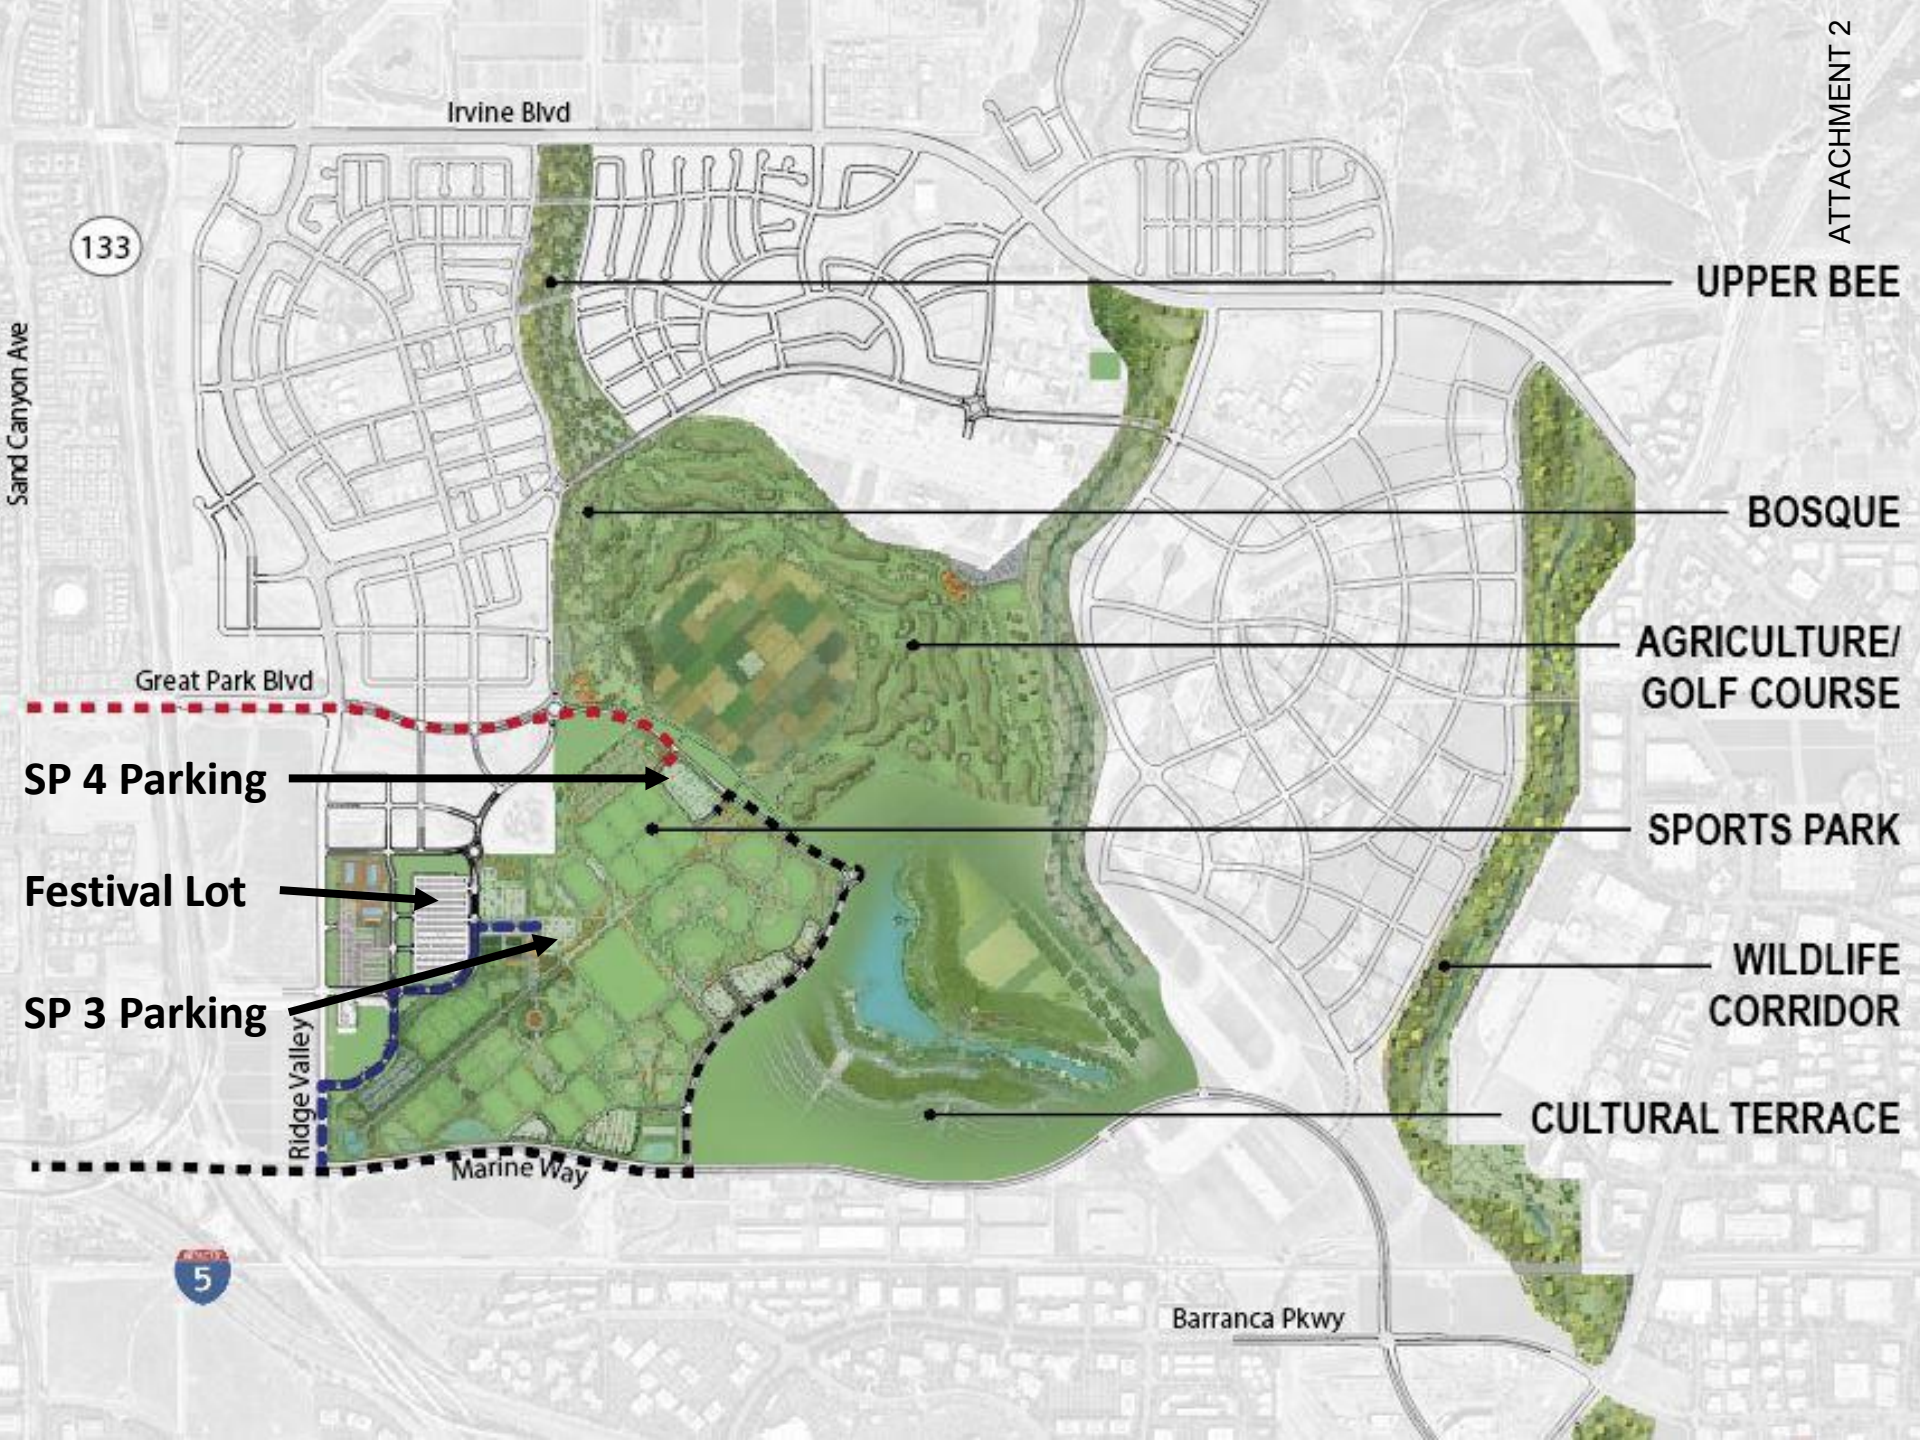 ATTACHMENT 2
Irvine Blvd
133
UPPER BEE
Sand Canyon Ave
BOSQUE
AGRICULTURE/
GOLF COURSE
Great Park Blvd
SP 4 Parking
SPORTS PARK
Festival Lot
WILDLIFE
CORRIDOR
SP 3 Parking
Ridge Valley
CULTURAL TERRACE
Marine Way
5
Barranca Pkwy